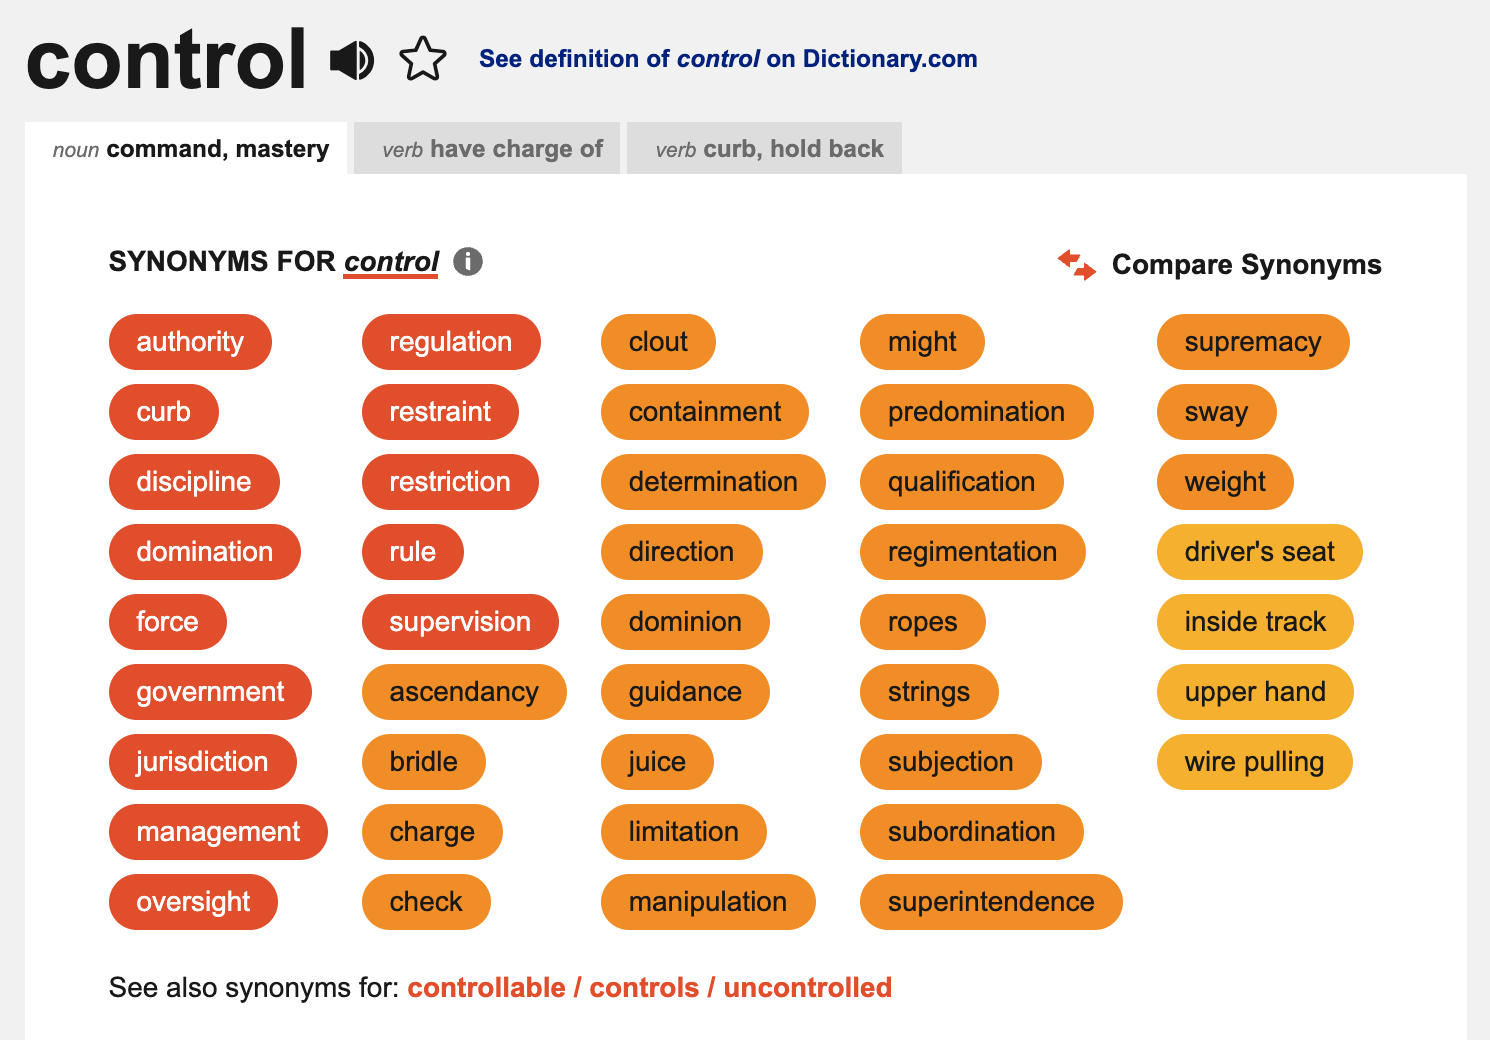 control See definition of control on Dictionary.com
noun command, mastery
verb have charge of
verb curb, hold back
SYNONYMS FOR control
Compare Synonyms
authority
curb
discipline
domination
force
government
jurisdiction
management
oversight
regulation
restraint
restriction
rule
supervision
ascendancy
bridle
charge
check
clout
containment
determination
direction
dominion
guidance
juice
limitation
manipulation
might
predomination
qualification
regimentation
ropes
strings
subjection
subordination
superintendence
supremacy
sway
weight
driver's seat
inside track
upper hand
wire pulling
See also synonyms for: controllable / controls / uncontrolled